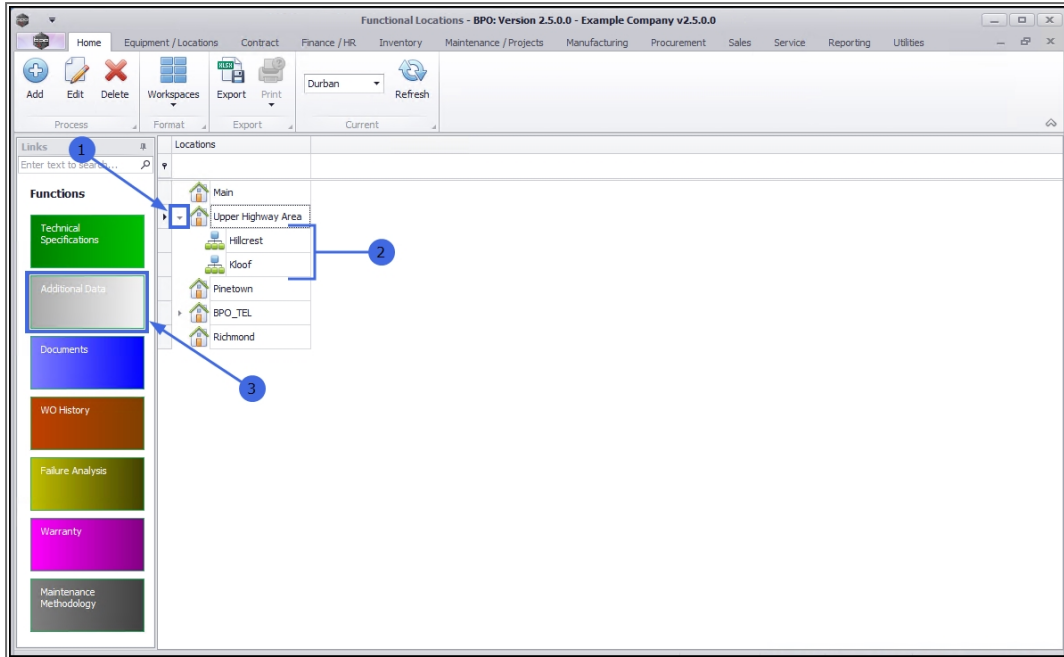 Functional Locations - BPO: Version 2.5.0.0 - Example Company v2.5.0.0
Home Equipment / Locations Contract Finance / HR Inventory Maintenance / Projects Manufacturing Procurement Sales Service Reporting Utilities
Durban
Add Edit Delete Workspaces Export Print Refresh
Process Format Export Current
Links
1
Locations
Enter text to search...
Functions
Main
Upper Highway Area
Technical
Specifications
Hillcrest
2
Kloof
Additional Data
Pinetown
BPO_TEL
Richmond
Documents
3
WO History
Failure Analysis
Warranty
Maintenance
Methodology